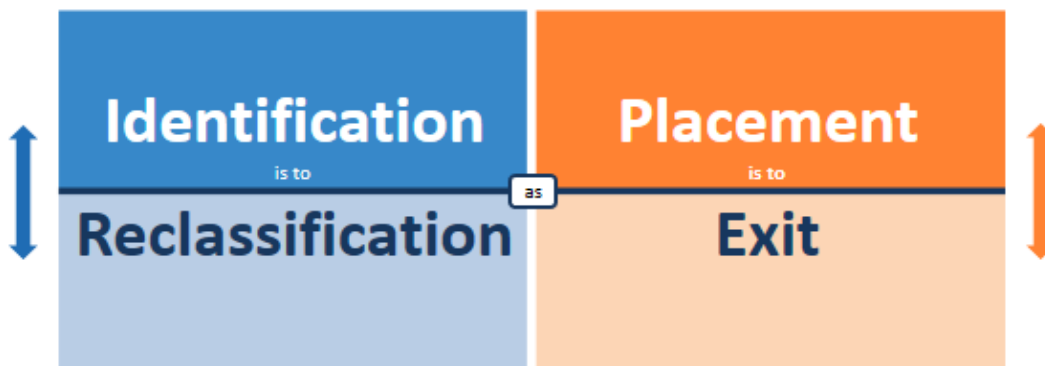 Identification
is to
Reclassification
as
Placement
is to
Exit